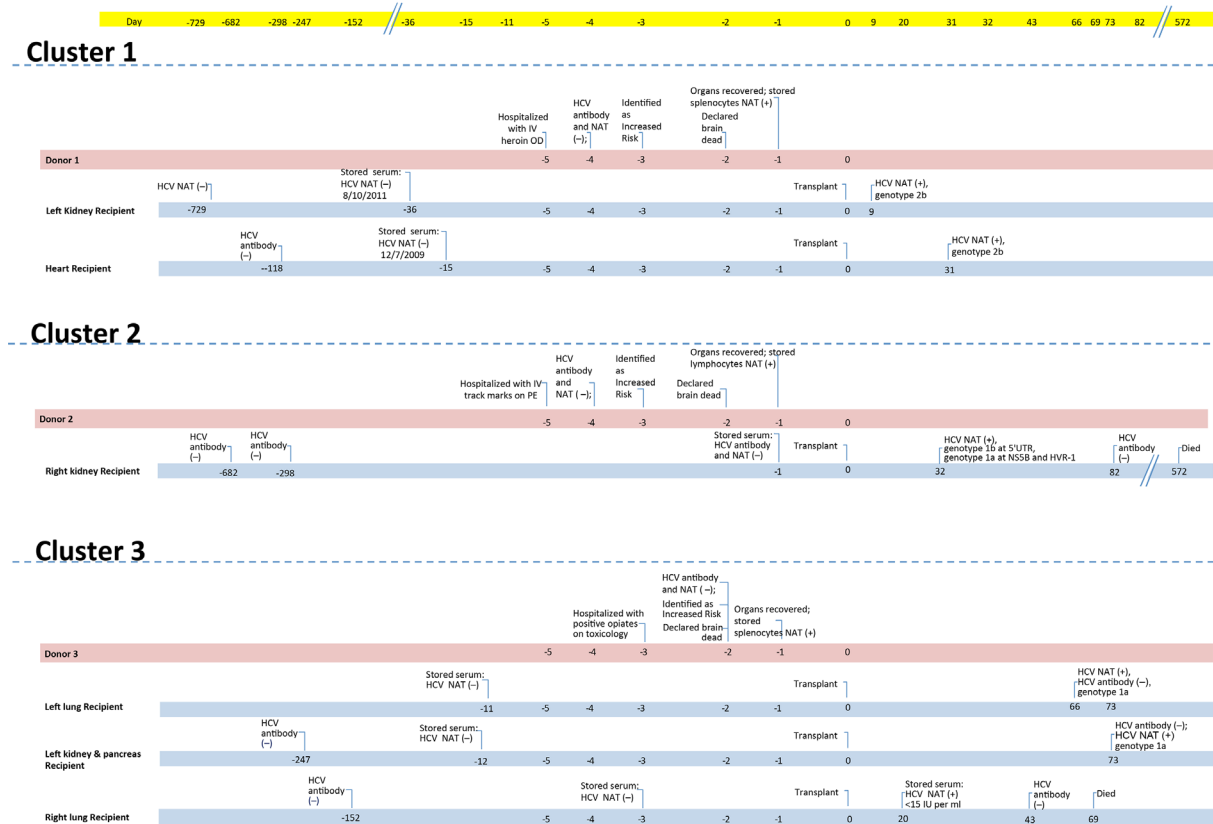 Day -729 -682 -298 -247 -152 -36 -15 -11 -5 -4 -3 -2 -1 0 9 20 31 32 43 66 69 73 82 572
Cluster 1
Hospitalized
with IV
heroin OD
HCV
antibody
and NAT
(–);
Identified
as
Increased
Risk
Organs recovered; stored
splenocytes NAT (+)
Declared
brain
dead
Donor 1 -5 -4 -3 -2 -1 0
HCV NAT (–)
Stored serum:
HCV NAT (–)
8/10/2011
Transplant
HCV NAT (+),
genotype 2b
Left Kidney Recipient -729 -36 -5 -4 -3 -2 -1 0 9
HCV
antibody
(–)
Stored serum:
HCV NAT (–)
12/7/2009
Transplant
HCV NAT (+),
genotype 2b
Heart Recipient --118 -15 -5 -4 -3 -2 -1 0 31
Cluster 2
Hospitalized with IV
track marks on PE
HCV
antibody
and
NAT (–);
Identified
as
Increased
Risk
Organs recovered; stored
lymphocytes NAT (+)
Declared
brain dead
Donor 2 -5 -4 -3 -2 -1 0
HCV
antibody
(–)
HCV
antibody
(–)
Stored serum:
HCV antibody
and NAT (–)
Transplant
HCV NAT (+),
genotype 1b at 5'UTR,
genotype 1a at NS5B and HVR-1
HCV
antibody
(–)
Died
Right kidney Recipient -682 -298 -1 0 32 82 572
Cluster 3
Hospitalized with
positive opiates
on toxicology
HCV antibody
and NAT (–);
Identified as
Increased Risk
Declared brain
dead
Organs recovered;
stored
splenocytes NAT (+)
Donor 3 -5 -4 -3 -2 -1 0
Stored serum:
HCV NAT (–)
Transplant
HCV NAT (+),
HCV antibody (–),
genotype 1a
Left lung Recipient -11 -5 -4 -3 -2 -1 0 66 73
HCV
antibody
(–)
Stored serum:
HCV NAT (–)
Transplant
HCV antibody (–);
HCV NAT (+)
genotype 1a
Left kidney & pancreas
Recipient
-247 -12 -5 -4 -3 -2 -1 0 73
HCV
antibody
(–)
Stored serum:
HCV NAT (–)
Transplant
Stored serum:
HCV NAT (+)
<15 IU per ml
HCV
antibody
(–)
Died
Right lung Recipient -152 -5 -4 -3 -2 -1 0 20 43 69